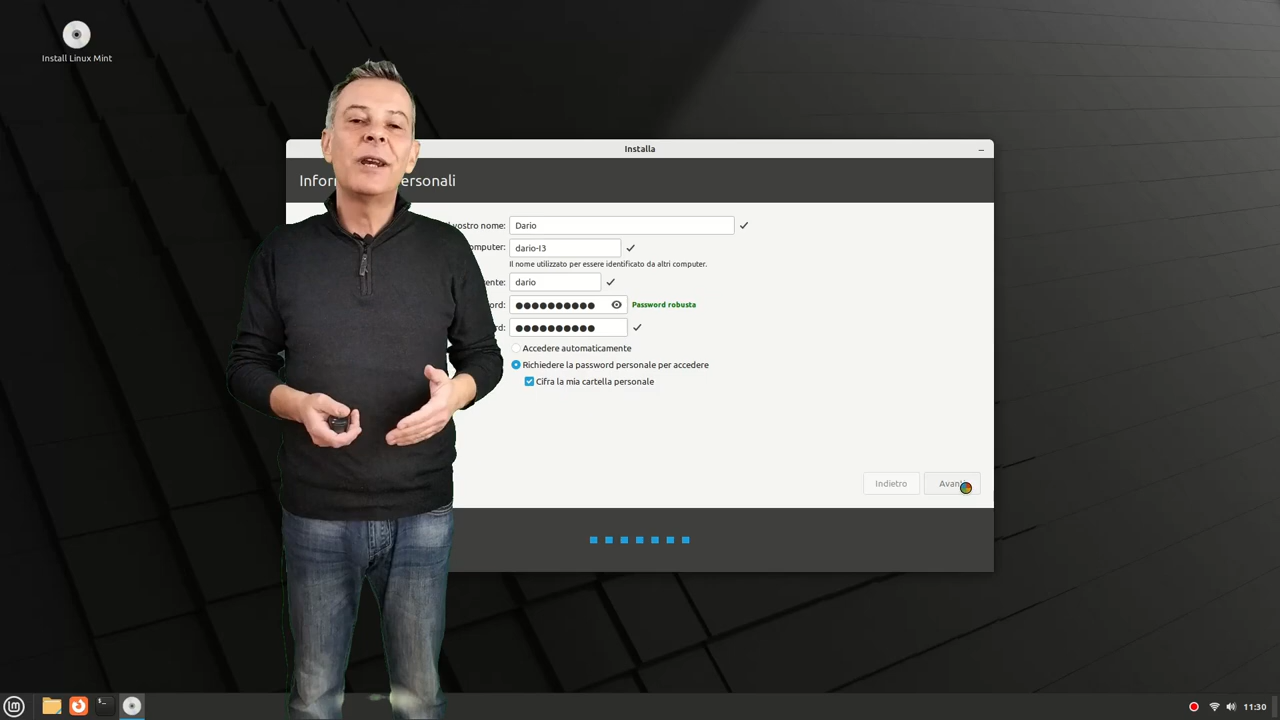 Install Linux Mint
Installa
Infor ersonali
l vostro nome: Dario
omputer: dario-I3
Il nome utilizzato per essere identificato da altri computer.
ente: dario
ord: ●●●●●●●●●● Password robusta
rd: ●●●●●●●●●●
Accedere automaticamente
Richiedere la password personale per accedere
Cifra la mia cartella personale
Indietro Avanti
11:30